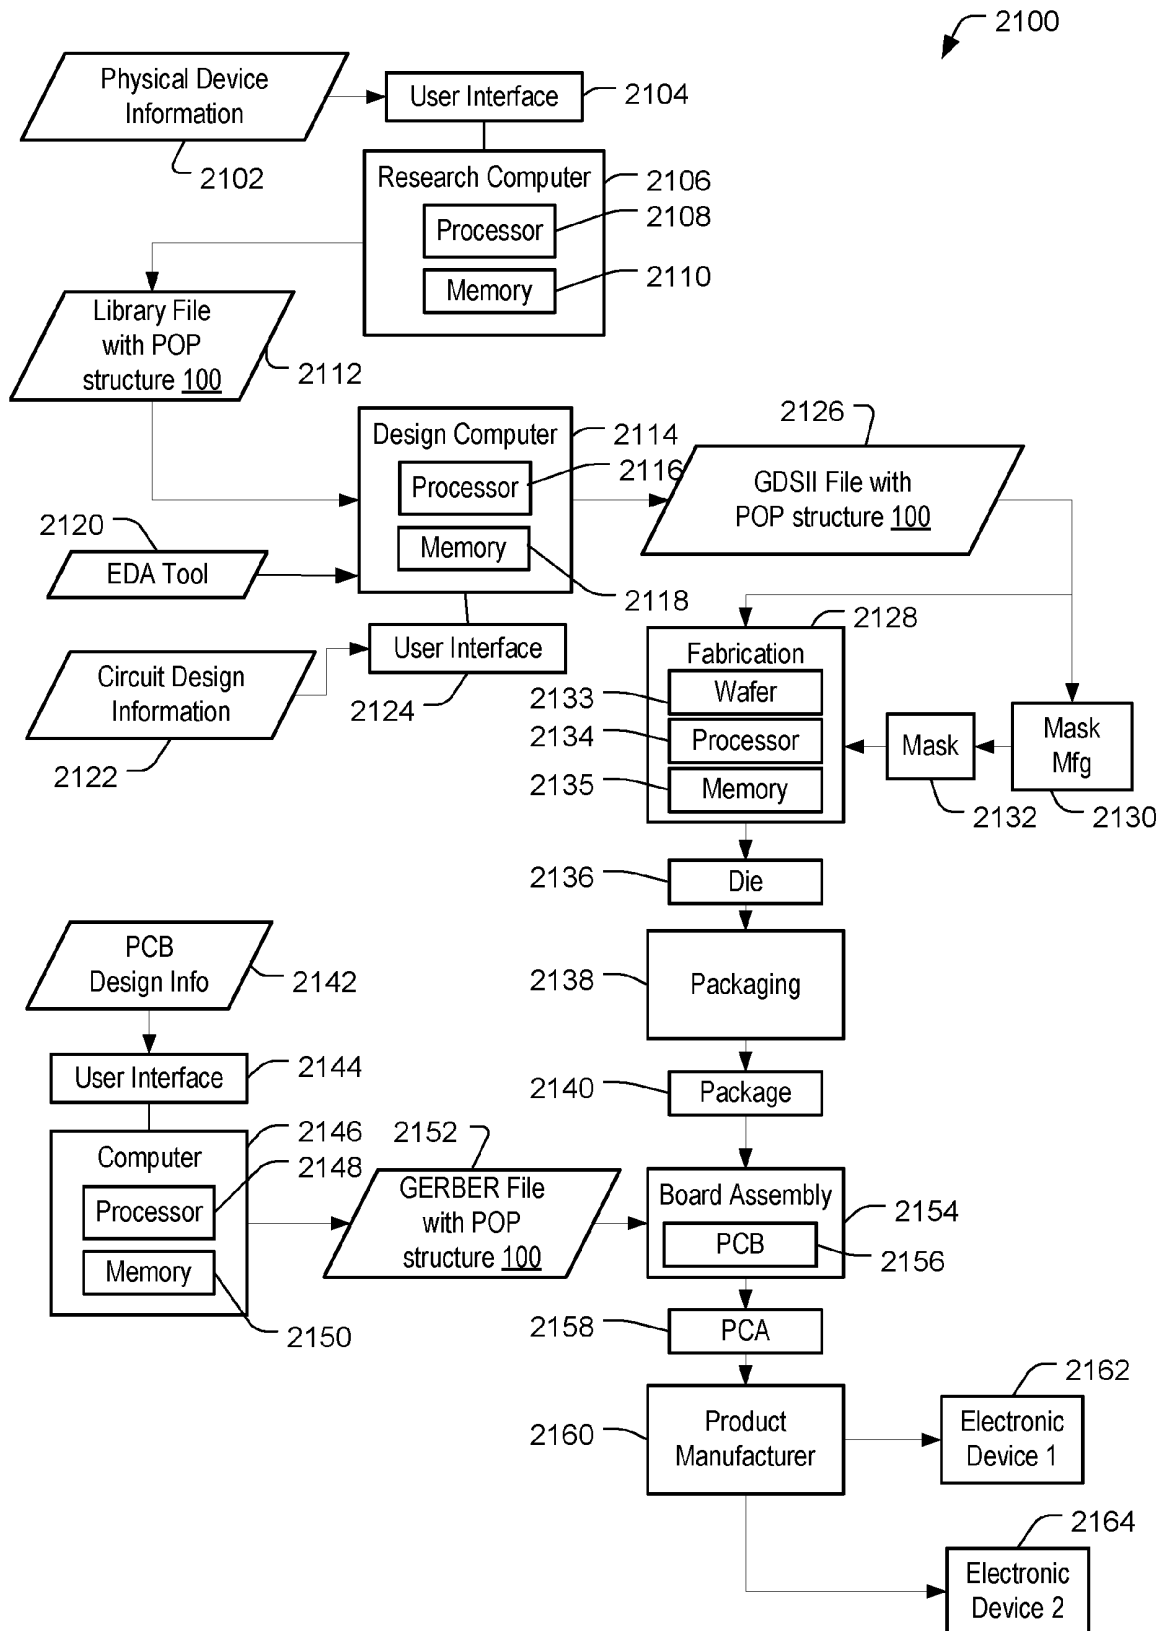 2100
Physical Device
Information
2102
User Interface
2104
Research Computer
2106
Processor
2108
Memory
2110
Library File
with POP
structure 100
2112
Design Computer
2114
Processor
2116
Memory
2118
2120
EDA Tool
Circuit Design
Information
2122
User Interface
2124
2126
GDSII File with
POP structure 100
2128
Fabrication
2133
Wafer
2134
Processor
2135
Memory
Mask
2132
Mask
Mfg
2130
2136
Die
2138
Packaging
2140
Package
PCB
Design Info
2142
User Interface
2144
Computer
2146
Processor
2148
Memory
2150
2152
GERBER File
with POP
structure 100
Board Assembly
2154
PCB
2156
2158
PCA
2160
Product
Manufacturer
2162
Electronic
Device 1
2164
Electronic
Device 2